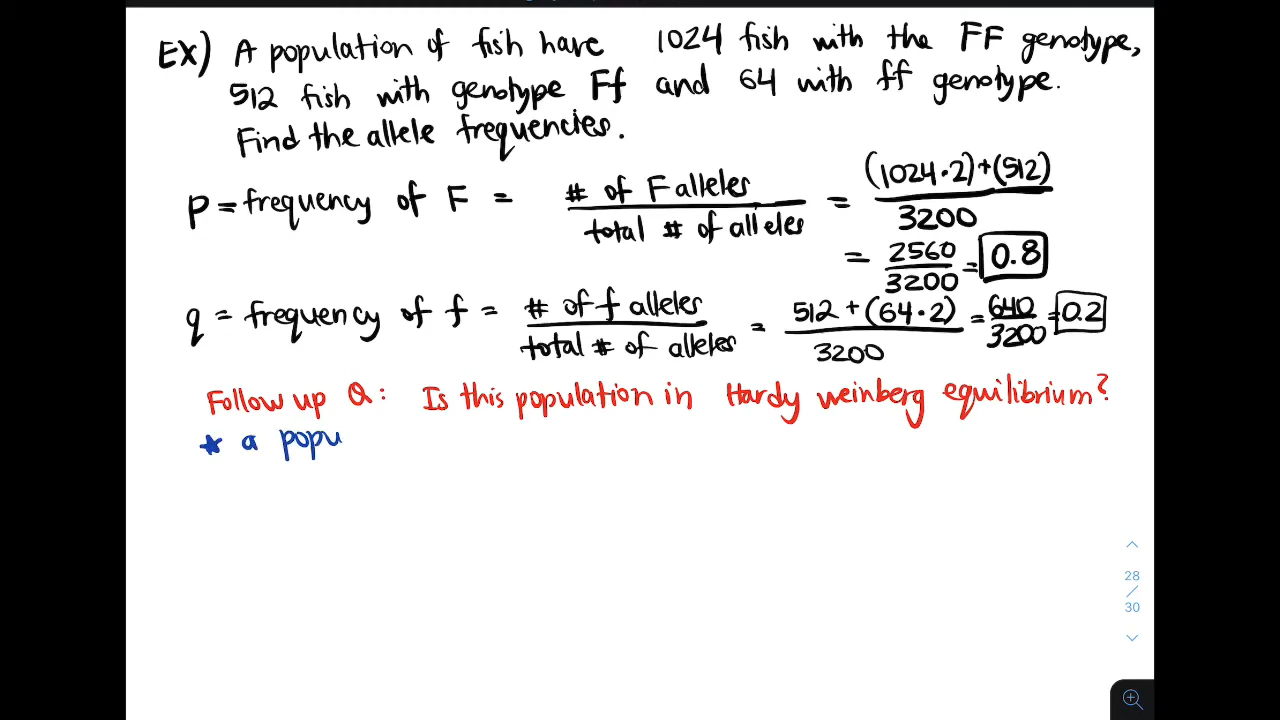 EX) A population of fish have 1024 fish with the FF genotype,
512 fish with genotype Ff and 64 with ff genotype.
Find the allele frequencies.
p = frequency of F = # of F alleles / total # of alleles = (1024·2)+(512) / 3200
= 2560/3200 = 0.8
q = frequency of f = # of f alleles / total # of alleles = 512 + (64·2) / 3200 = 640/3200 = 0.2
Follow up Q: Is this population in Hardy weinberg equilibrium?
* a popu
28
/
30